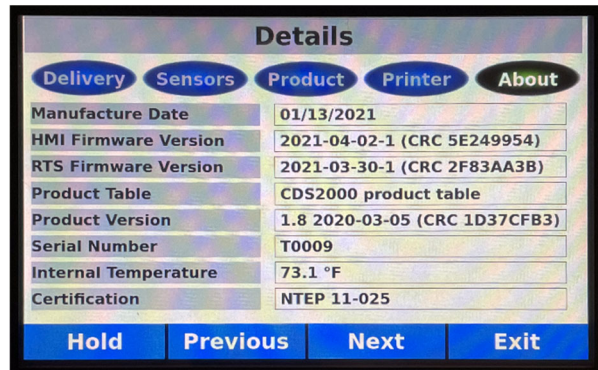 Details
Delivery Sensors Product Printer About
Manufacture Date 01/13/2021
HMI Firmware Version 2021-04-02-1 (CRC 5E249954)
RTS Firmware Version 2021-03-30-1 (CRC 2F83AA3B)
Product Table CDS2000 product table
Product Version 1.8 2020-03-05 (CRC 1D37CFB3)
Serial Number T0009
Internal Temperature 73.1 °F
Certification NTEP 11-025
Hold Previous Next Exit